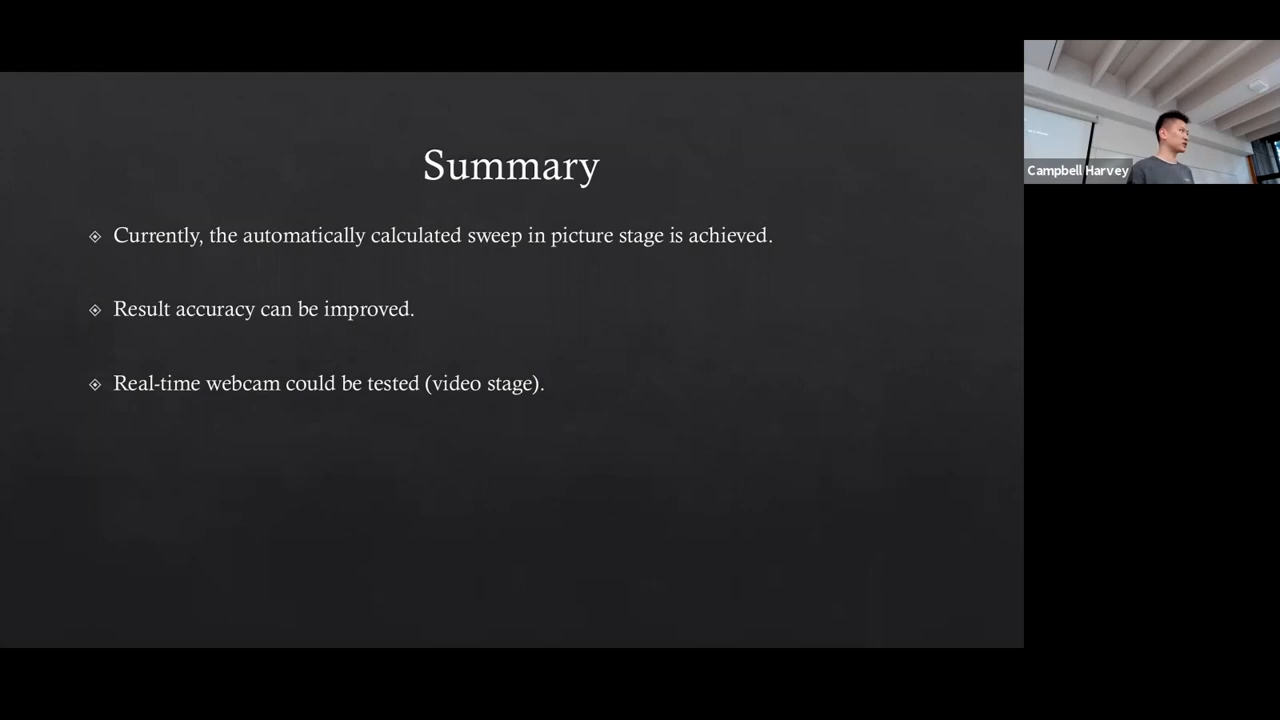 Summary
Currently, the automatically calculated sweep in picture stage is achieved.
Result accuracy can be improved.
Real-time webcam could be tested (video stage).
Campbell Harvey